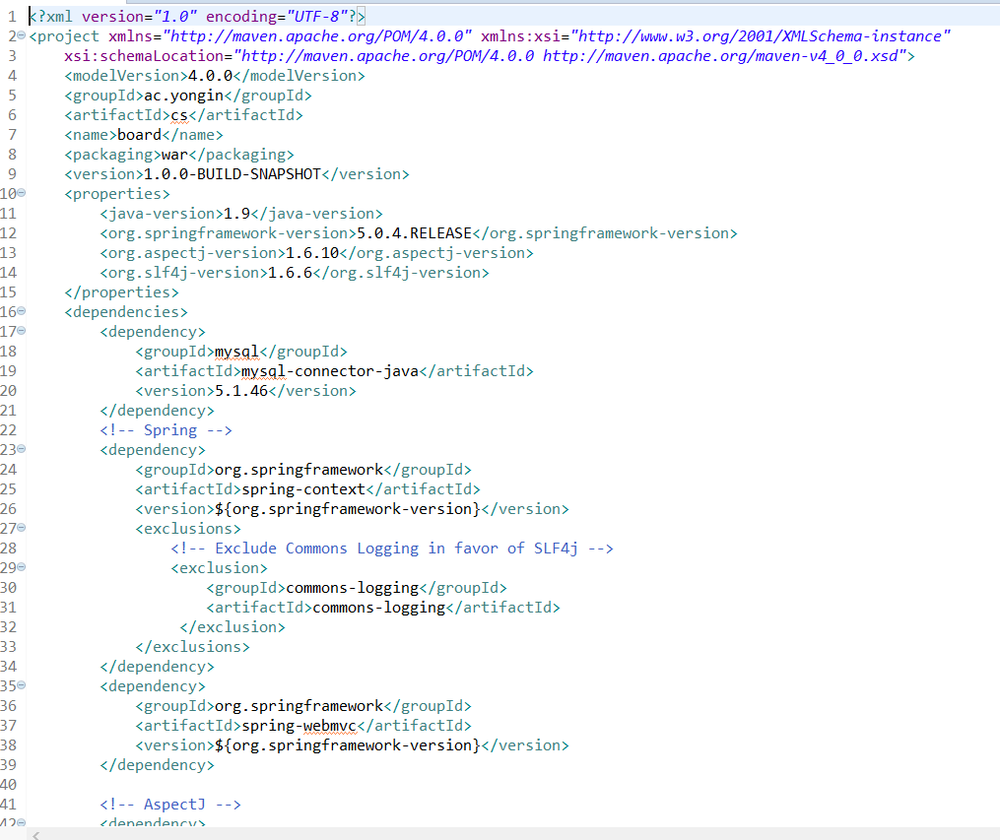 1 <?xml version="1.0" encoding="UTF-8"?>
2 <project xmlns="http://maven.apache.org/POM/4.0.0" xmlns:xsi="http://www.w3.org/2001/XMLSchema-instance"
3     xsi:schemaLocation="http://maven.apache.org/POM/4.0.0 http://maven.apache.org/maven-v4_0_0.xsd">
4     <modelVersion>4.0.0</modelVersion>
5     <groupId>ac.yongin</groupId>
6     <artifactId>cs</artifactId>
7     <name>board</name>
8     <packaging>war</packaging>
9     <version>1.0.0-BUILD-SNAPSHOT</version>
10     <properties>
11         <java-version>1.9</java-version>
12         <org.springframework-version>5.0.4.RELEASE</org.springframework-version>
13         <org.aspectj-version>1.6.10</org.aspectj-version>
14         <org.slf4j-version>1.6.6</org.slf4j-version>
15     </properties>
16     <dependencies>
17         <dependency>
18             <groupId>mysql</groupId>
19             <artifactId>mysql-connector-java</artifactId>
20             <version>5.1.46</version>
21         </dependency>
22         <!-- Spring -->
23         <dependency>
24             <groupId>org.springframework</groupId>
25             <artifactId>spring-context</artifactId>
26             <version>${org.springframework-version}</version>
27             <exclusions>
28                 <!-- Exclude Commons Logging in favor of SLF4j -->
29                 <exclusion>
30                     <groupId>commons-logging</groupId>
31                     <artifactId>commons-logging</artifactId>
32                  </exclusion>
33             </exclusions>
34         </dependency>
35         <dependency>
36             <groupId>org.springframework</groupId>
37             <artifactId>spring-webmvc</artifactId>
38             <version>${org.springframework-version}</version>
39         </dependency>
40
41         <!-- AspectJ -->
42         <dependency>